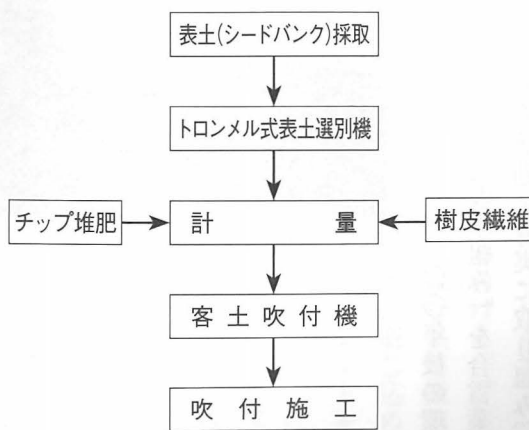 表土(シードバンク)採取
トロンメル式表土選別機
チップ堆肥
計量
樹皮繊維
客土吹付機
吹付施工